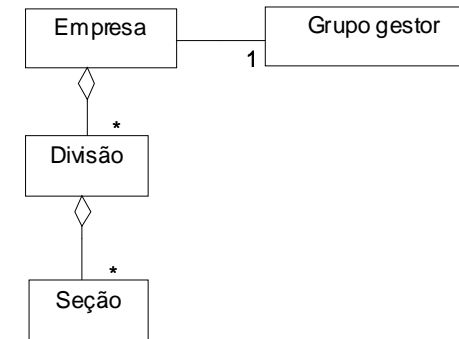 Empresa
Grupo gestor
1
*
Divisão
*
Seção